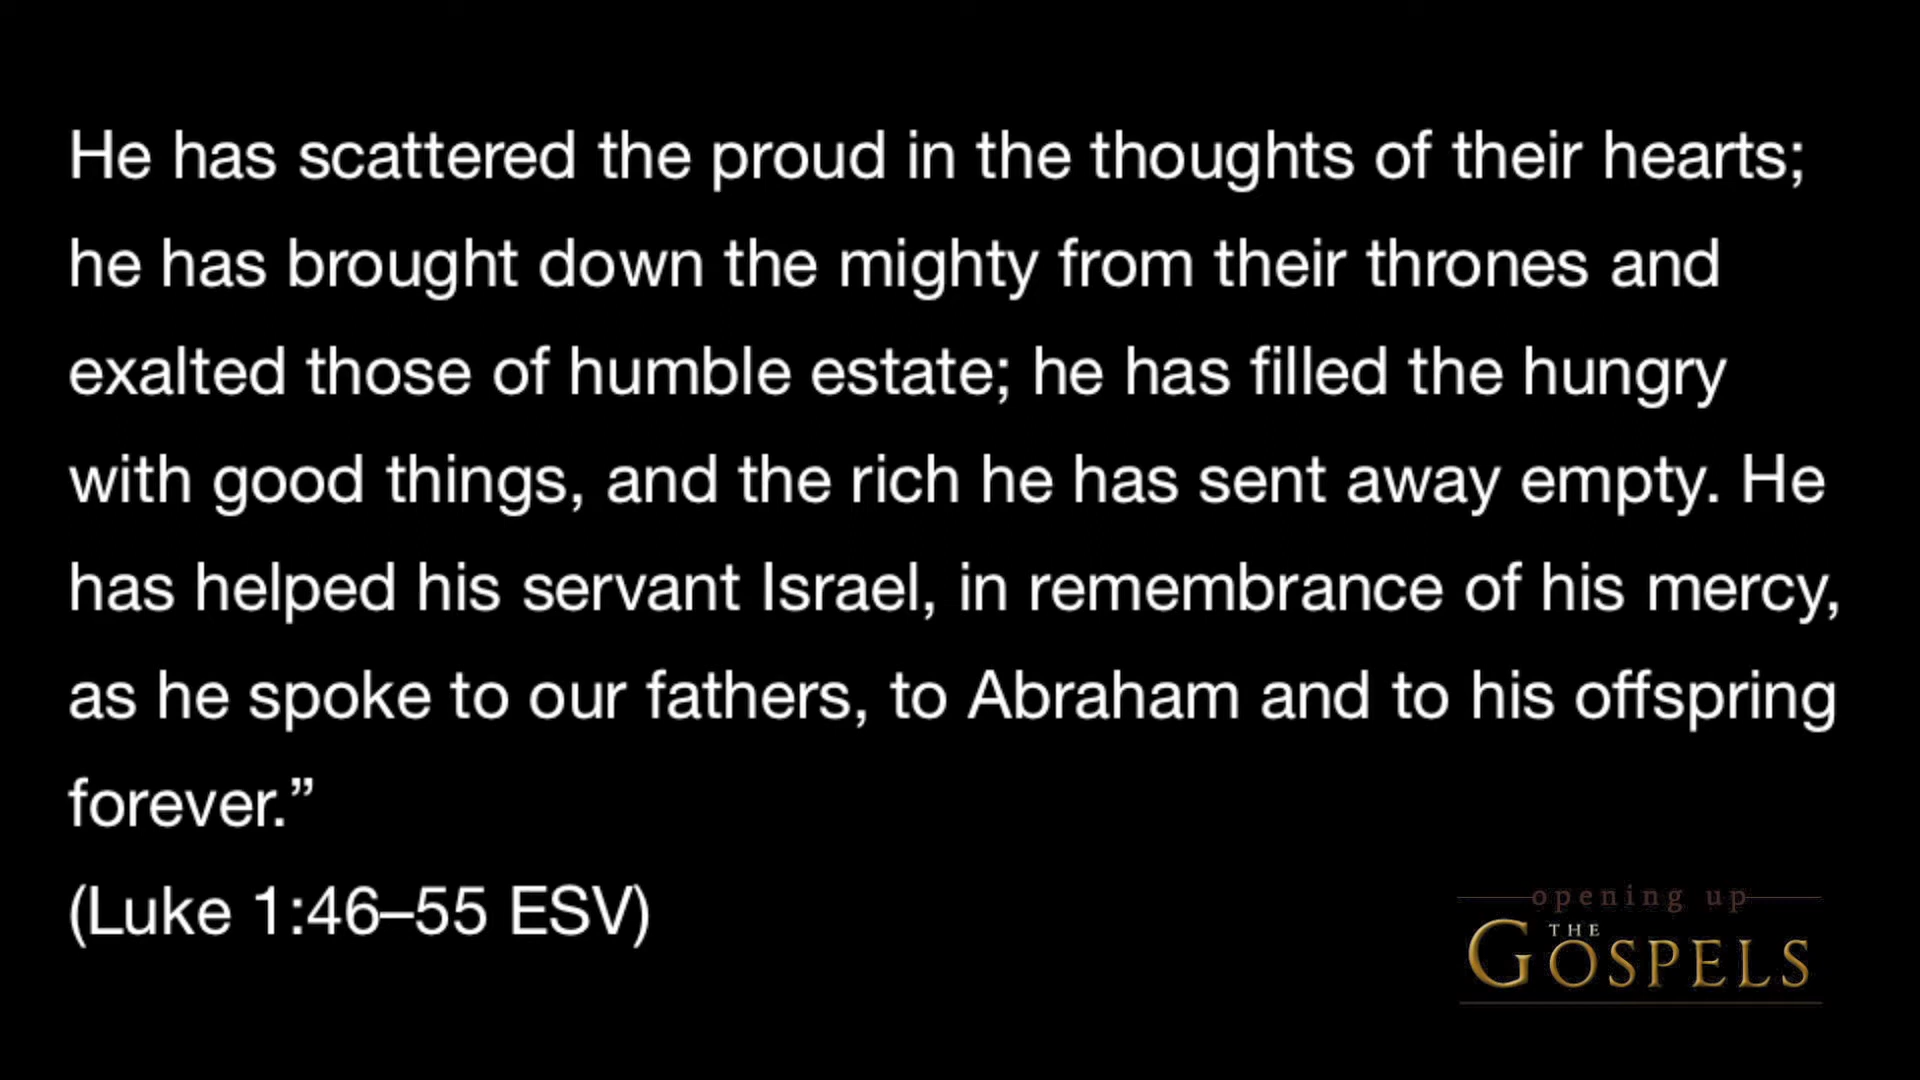 He has scattered the proud in the thoughts of their hearts;
he has brought down the mighty from their thrones and
exalted those of humble estate; he has filled the hungry
with good things, and the rich he has sent away empty. He
has helped his servant Israel, in remembrance of his mercy,
as he spoke to our fathers, to Abraham and to his offspring
forever.”
(Luke 1:46–55 ESV)
opening up
THE
GOSPELS